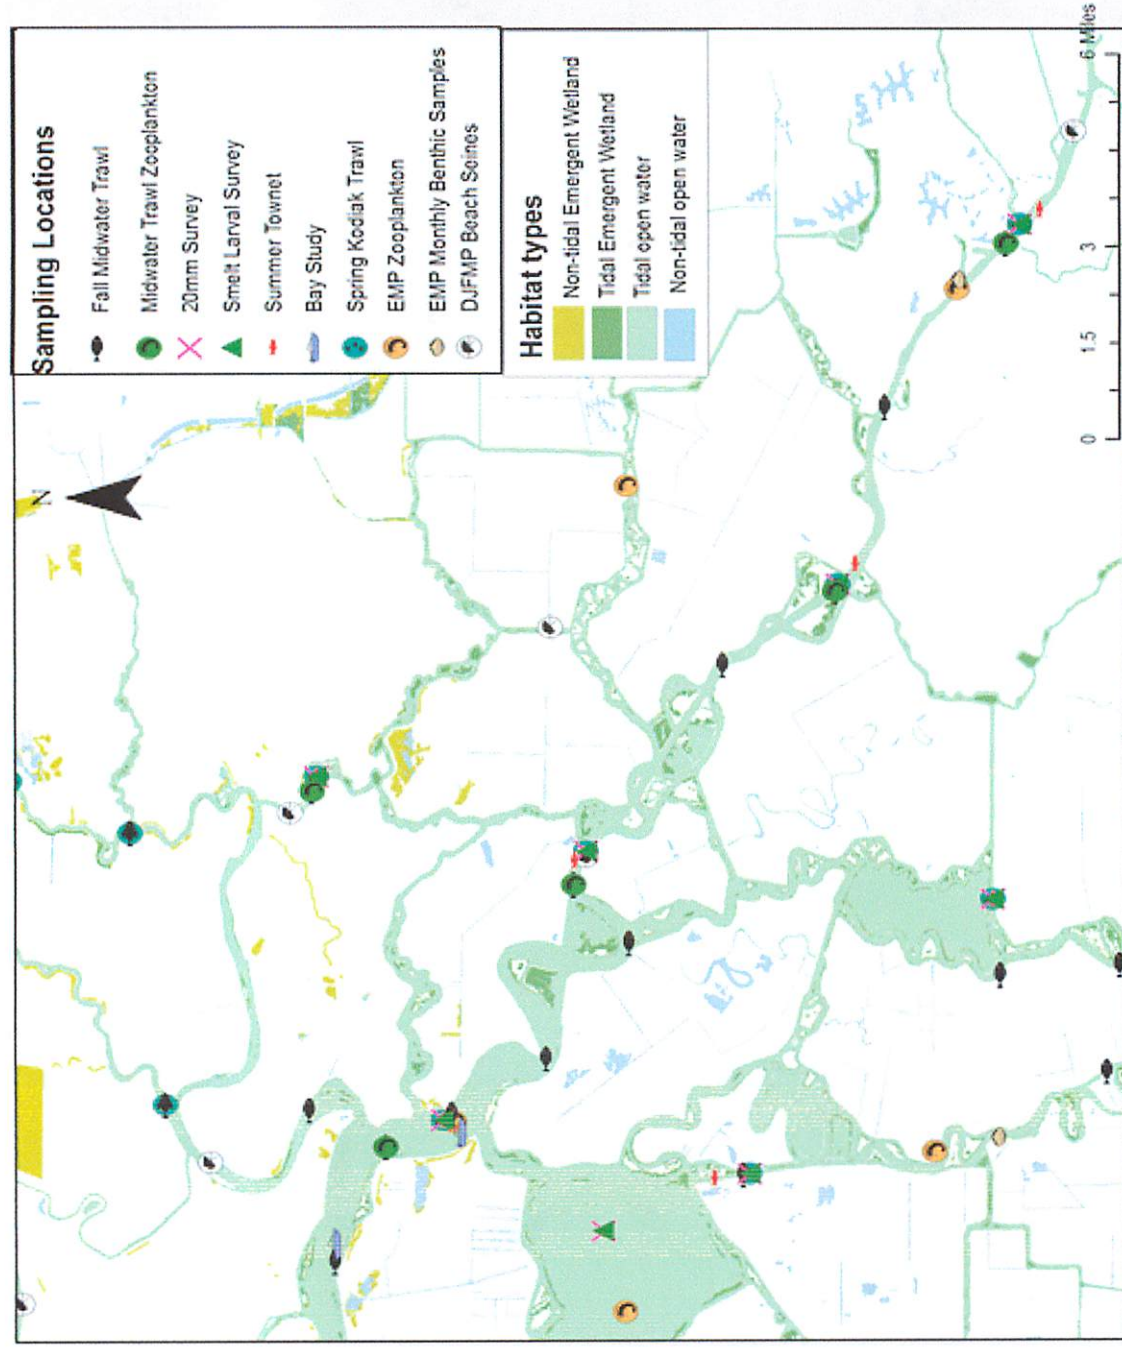 Sampling Locations
Fall Midwater Trawl
Midwater Trawl Zooplankton
20mm Survey
Smelt Larval Survey
Summer Townet
Bay Study
Spring Kodiak Trawl
EMP Zooplankton
EMP Monthly Benthic Samples
DJFMP Beach Seines
Habitat types
Non-tidal Emergent Wetland
Tidal Emergent Wetland
Tidal open water
Non-tidal open water
N
0 1.5 3 6 Miles